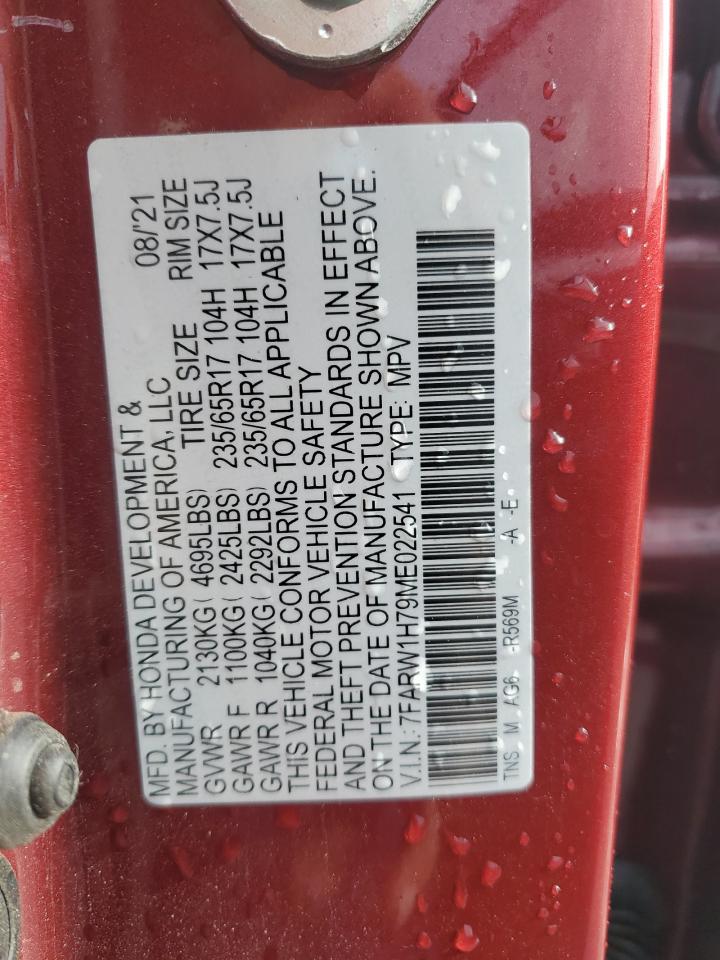 MFD. BY HONDA DEVELOPMENT &
MANUFACTURING OF AMERICA, LLC 08/'21
GVWR 2130KG( 4695LBS) TIRE SIZE RIM SIZE
GAWR F 1100KG( 2425LBS) 235/65R17 104H 17X7.5J
GAWR R 1040KG( 2292LBS) 235/65R17 104H 17X7.5J
THIS VEHICLE CONFORMS TO ALL APPLICABLE
FEDERAL MOTOR VEHICLE SAFETY
AND THEFT PREVENTION STANDARDS IN EFFECT
ON THE DATE OF MANUFACTURE SHOWN ABOVE.
V.I.N.: 7FARW1H79ME022541 TYPE: MPV
TNS M AG6 -R569M -A -E